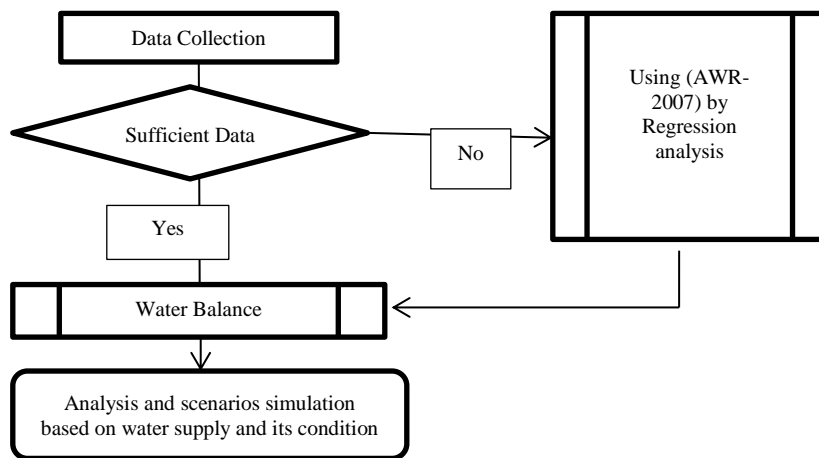 Data Collection
Sufficient Data
No
Using (AWR-
2007) by
Regression
analysis
Yes
Water Balance
Analysis and scenarios simulation
based on water supply and its condition